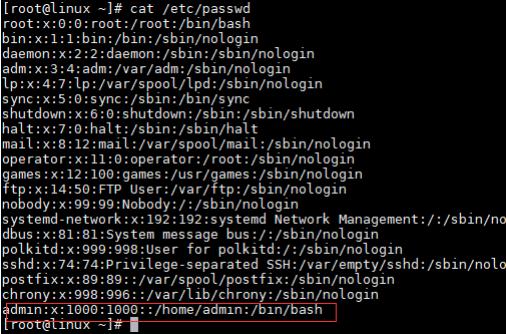 [root@linux ~]# cat /etc/passwd
root:x:0:0:root:/root:/bin/bash
bin:x:1:1:bin:/bin:/sbin/nologin
daemon:x:2:2:daemon:/sbin:/sbin/nologin
adm:x:3:4:adm:/var/adm:/sbin/nologin
lp:x:4:7:lp:/var/spool/lpd:/sbin/nologin
sync:x:5:0:sync:/sbin:/bin/sync
shutdown:x:6:0:shutdown:/sbin:/sbin/shutdown
halt:x:7:0:halt:/sbin:/sbin/halt
mail:x:8:12:mail:/var/spool/mail:/sbin/nologin
operator:x:11:0:operator:/root:/sbin/nologin
games:x:12:100:games:/usr/games:/sbin/nologin
ftp:x:14:50:FTP User:/var/ftp:/sbin/nologin
nobody:x:99:99:Nobody:/:/sbin/nologin
systemd-network:x:192:192:systemd Network Management:/:/sbin/no
dbus:x:81:81:System message bus:/:/sbin/nologin
polkitd:x:999:998:User for polkitd:/:/sbin/nologin
sshd:x:74:74:Privilege-separated SSH:/var/empty/sshd:/sbin/nolo
postfix:x:89:89::/var/spool/postfix:/sbin/nologin
chrony:x:998:996::/var/lib/chrony:/sbin/nologin
admin:x:1000:1000::/home/admin:/bin/bash
[root@linux ~]#